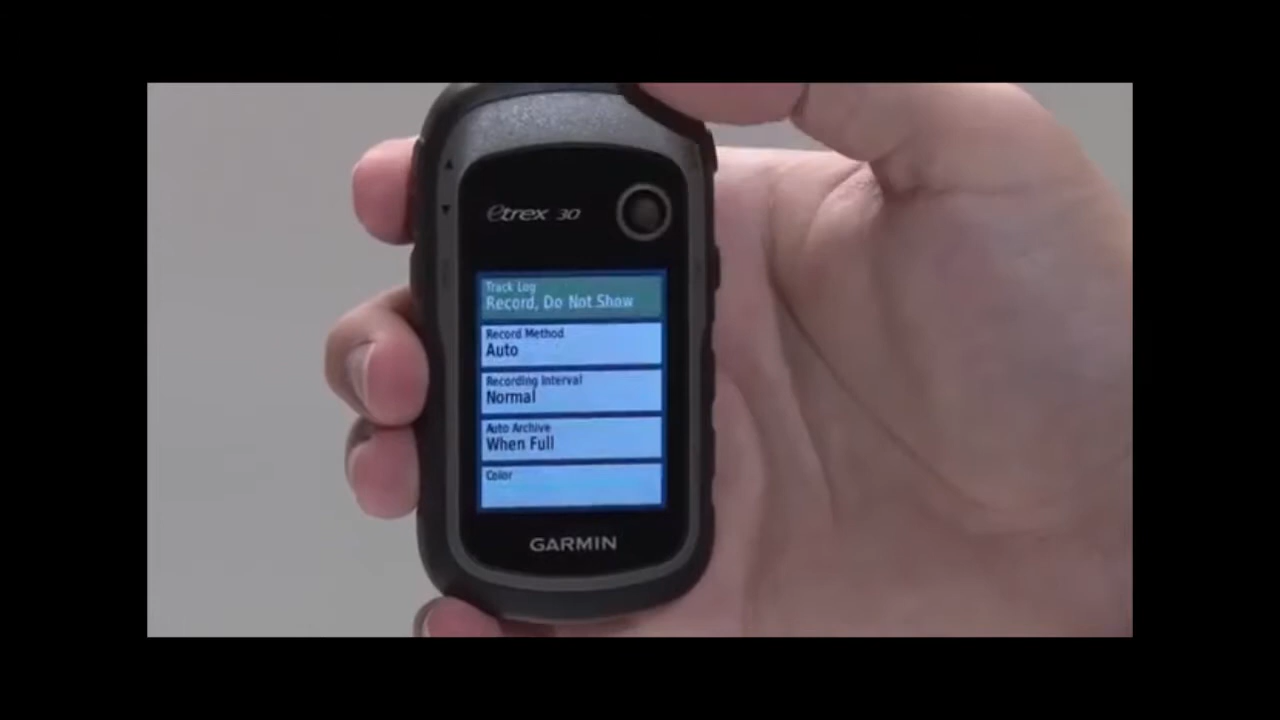 etrex 30
Track Log
Record, Do Not Show
Record Method
Auto
Recording Interval
Normal
Auto Archive
When Full
Color
GARMIN